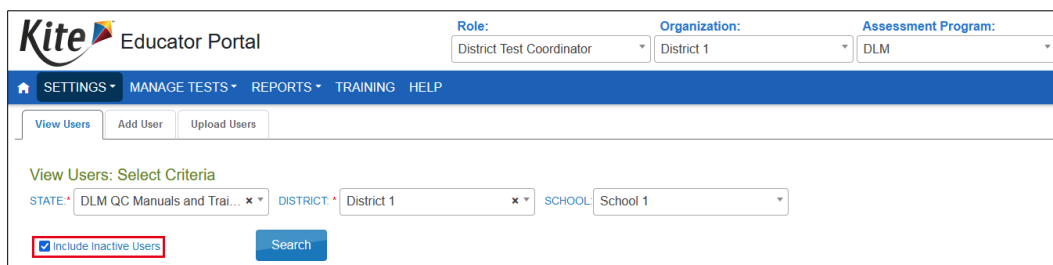 Kite Educator Portal
Role: Organization: Assessment Program:
District Test Coordinator District 1 DLM
SETTINGS MANAGE TESTS REPORTS TRAINING HELP
View Users Add User Upload Users
View Users: Select Criteria
STATE:* DLM QC Manuals and Trai... × DISTRICT: * District 1 × SCHOOL: School 1
Include Inactive Users Search